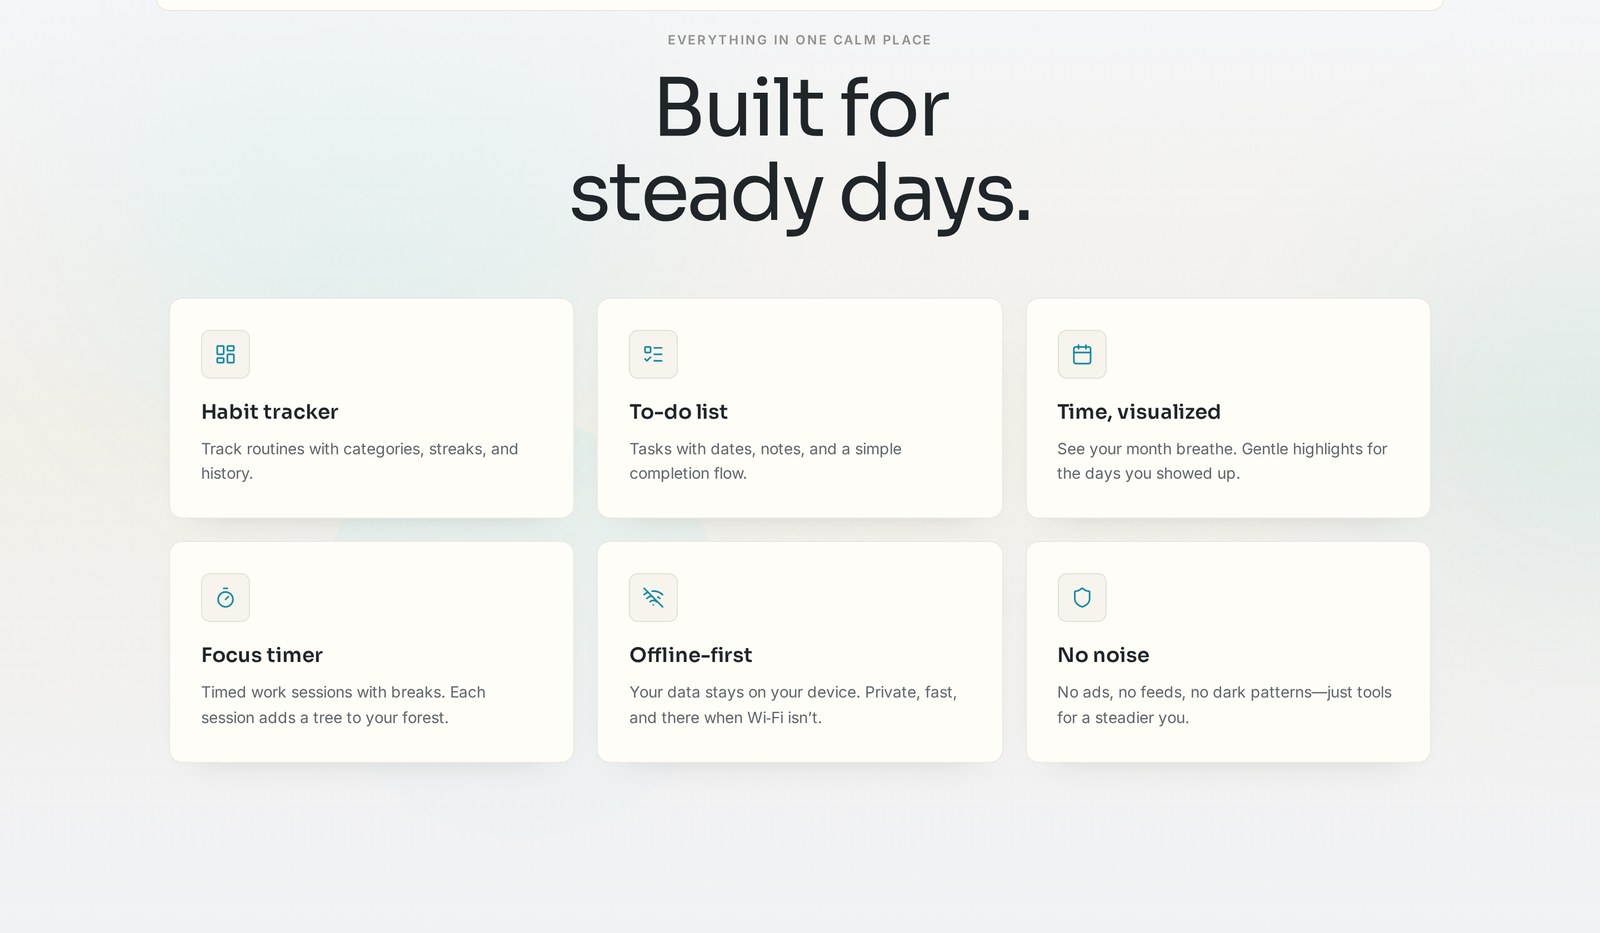 EVERYTHING IN ONE CALM PLACE
Built for
steady days.
Habit tracker
Track routines with categories, streaks, and
history.
To-do list
Tasks with dates, notes, and a simple
completion flow.
Time, visualized
See your month breathe. Gentle highlights for
the days you showed up.
Focus timer
Timed work sessions with breaks. Each
session adds a tree to your forest.
Offline-first
Your data stays on your device. Private, fast,
and there when Wi-Fi isn’t.
No noise
No ads, no feeds, no dark patterns—just tools
for a steadier you.